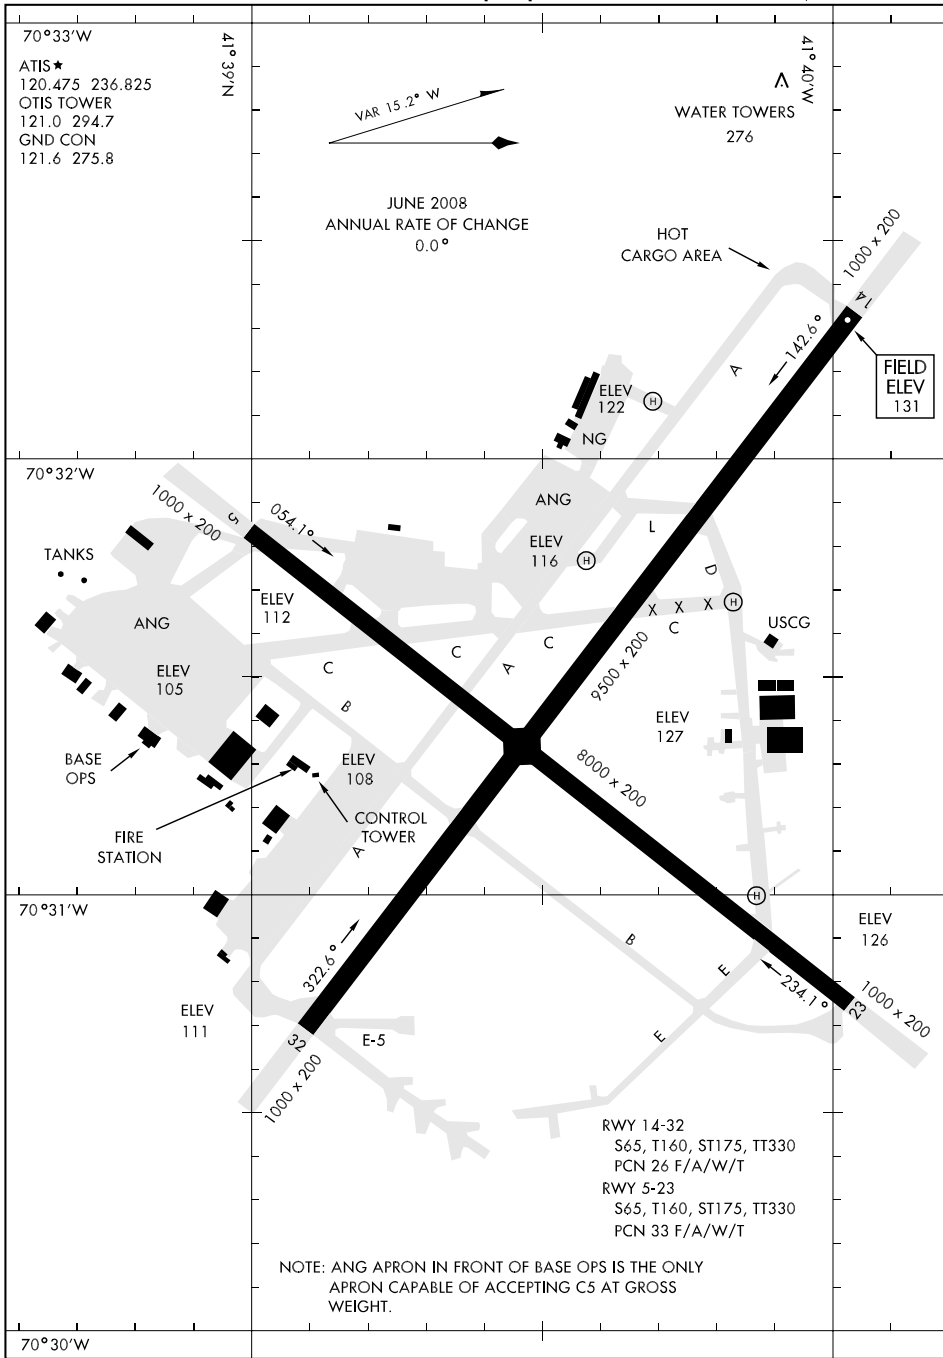 70°33'W
41°39'N
41°40'W
ATIS★
120.475 236.825
OTIS TOWER
121.0 294.7
GND CON
121.6 275.8
VAR 15.2° W
JUNE 2008
ANNUAL RATE OF CHANGE
0.0°
WATER TOWERS
276
HOT
CARGO AREA
1000 x 200
14
142.6°
A
FIELD
ELEV
131
ELEV
122
H
NG
70°32'W
1000 x 200
5
054.1°
ANG
ELEV
116
H
L
D
X X X
H
TANKS
ANG
ELEV
112
ELEV
105
C
C
C
C
A
B
9500 x 200
USCG
ELEV
127
BASE
OPS
ELEV
108
8000 x 200
CONTROL
TOWER
FIRE
STATION
A
70°31'W
H
ELEV
126
B
E
E
234.1°
23
1000 x 200
322.6°
ELEV
111
32
E-5
1000 x 200
RWY 14-32
S65, T160, ST175, TT330
PCN 26 F/A/W/T
RWY 5-23
S65, T160, ST175, TT330
PCN 33 F/A/W/T
NOTE: ANG APRON IN FRONT OF BASE OPS IS THE ONLY
APRON CAPABLE OF ACCEPTING C5 AT GROSS
WEIGHT.
70°30'W